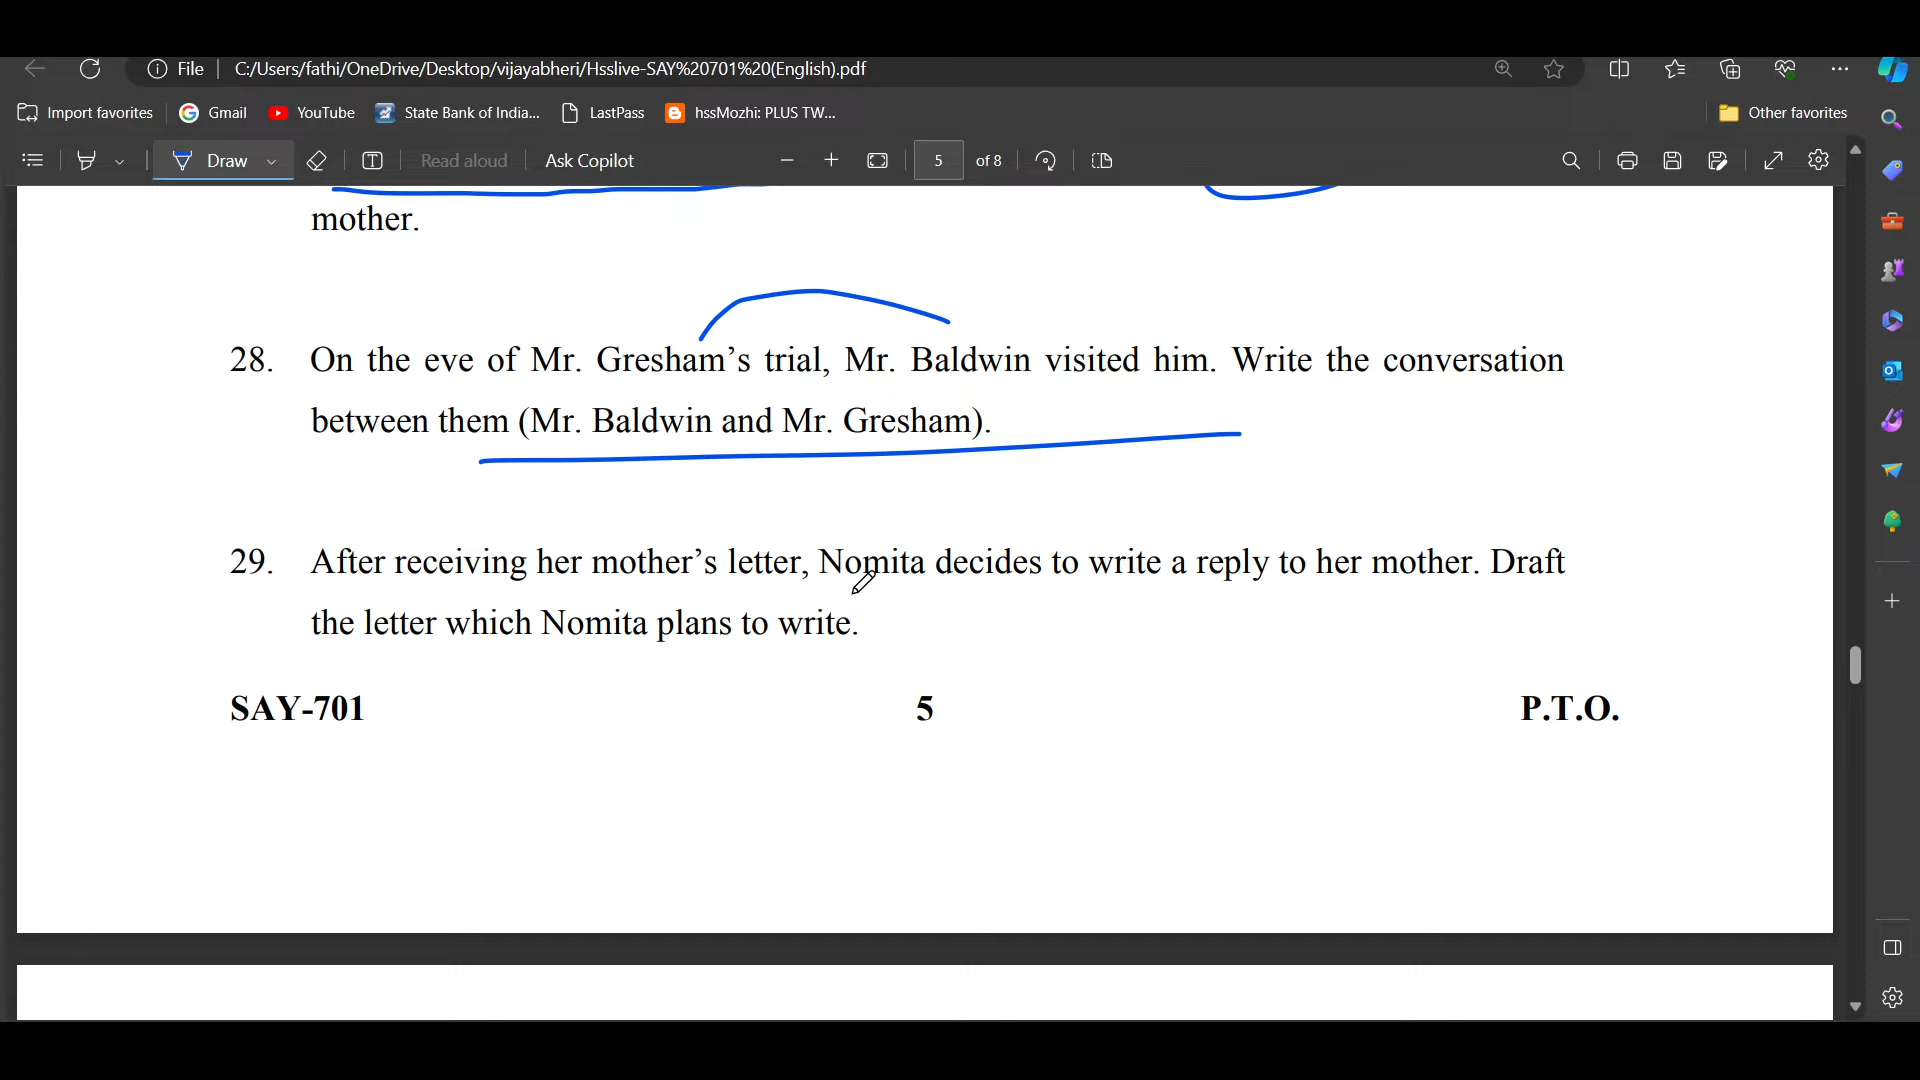 File C:/Users/fathi/OneDrive/Desktop/vijayabheri/Hsslive-SAY%20701%20(English).pdf
Import favorites Gmail YouTube State Bank of India... LastPass hssMozhi: PLUS TW... Other favorites
Draw Read aloud Ask Copilot 5 of 8
mother.
28. On the eve of Mr. Gresham’s trial, Mr. Baldwin visited him. Write the conversation
between them (Mr. Baldwin and Mr. Gresham).
29. After receiving her mother’s letter, Nomita decides to write a reply to her mother. Draft
the letter which Nomita plans to write.
SAY-701 5 P.T.O.